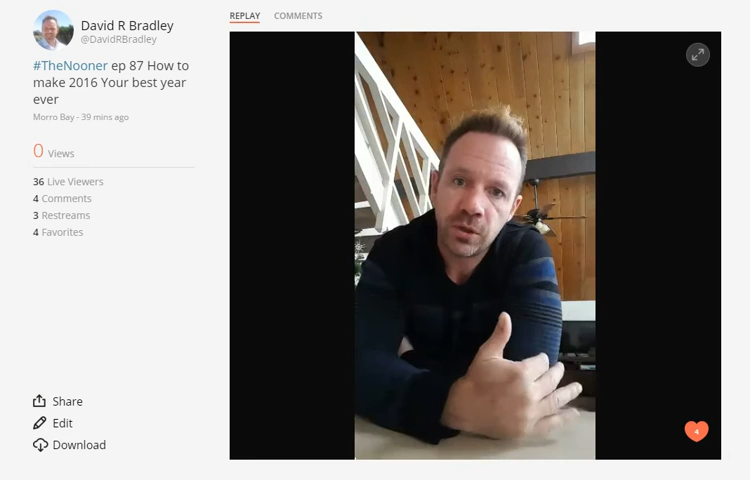 David R Bradley
@DavidRBradley
#TheNooner ep 87 How to
make 2016 Your best year
ever
Morro Bay - 39 mins ago
0 Views
36 Live Viewers
4 Comments
3 Restreams
4 Favorites
Share
Edit
Download
REPLAY COMMENTS
4